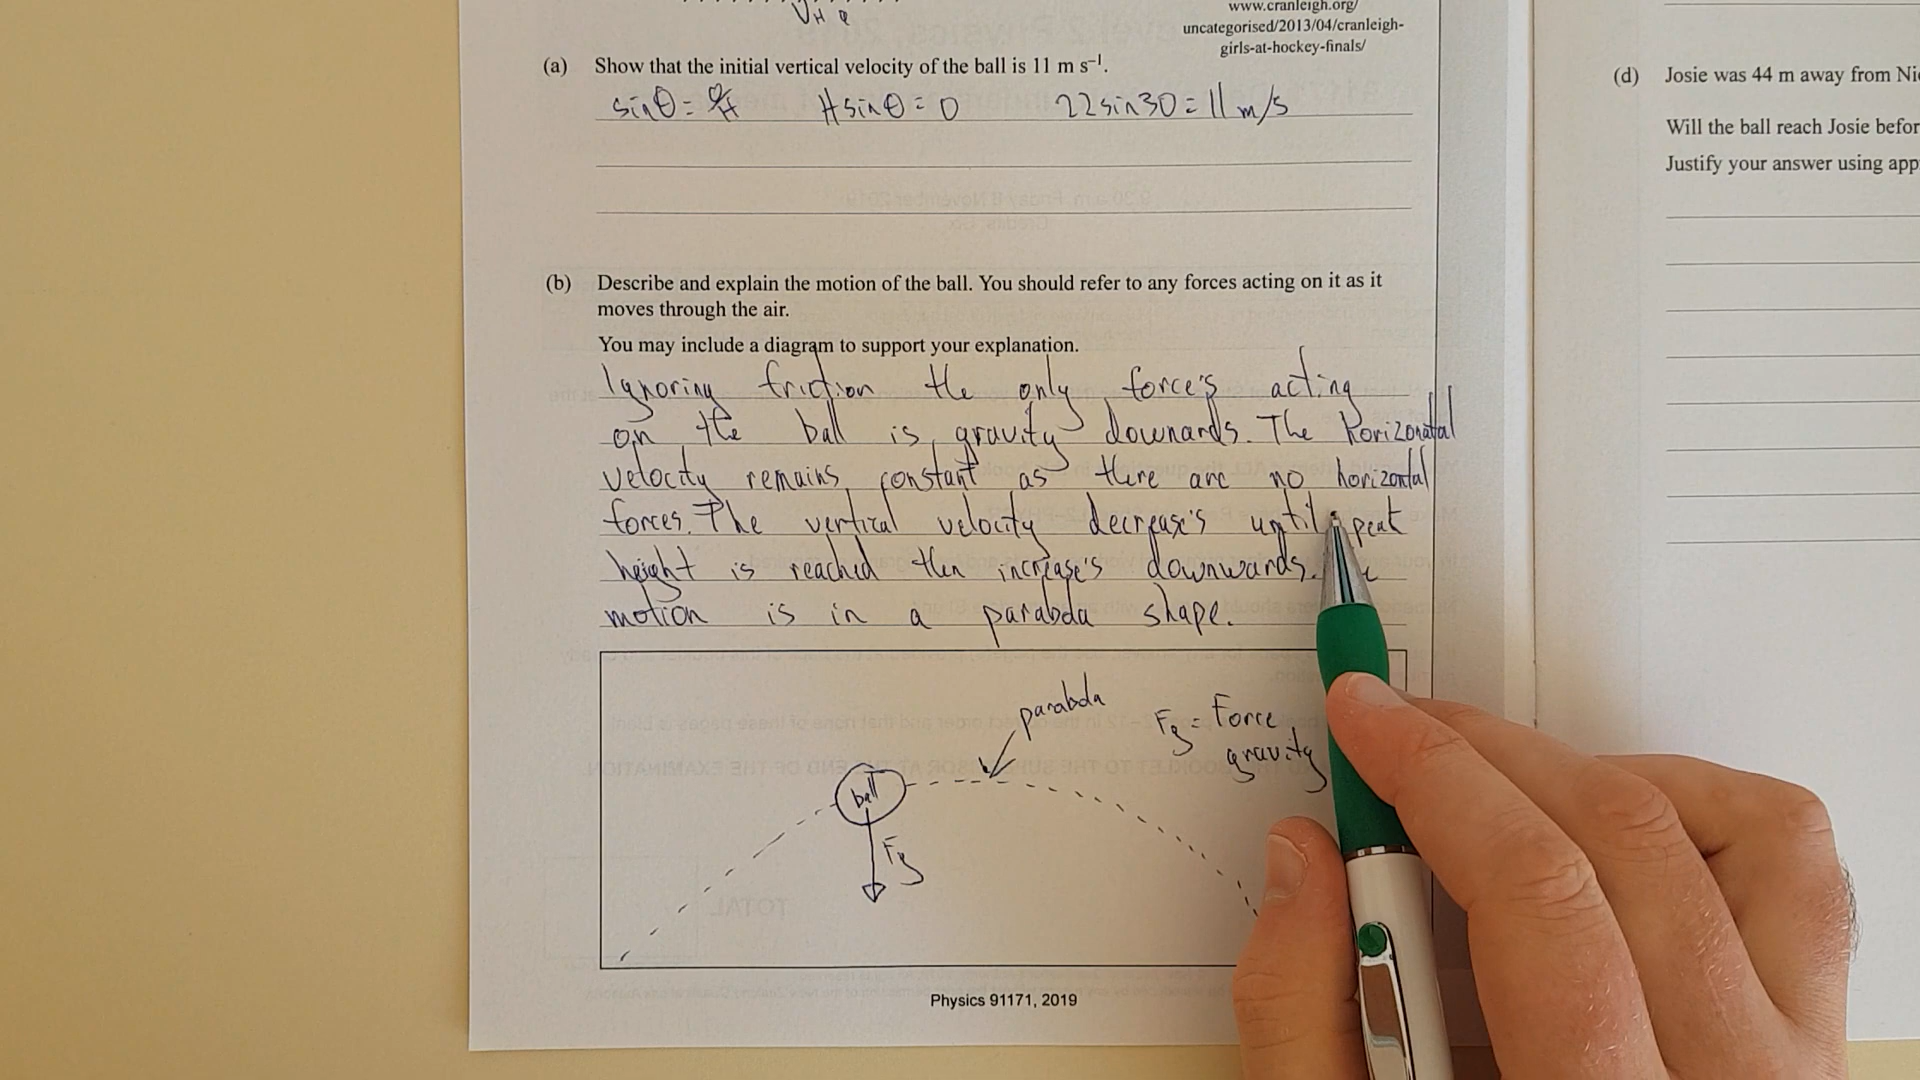 V_H
www.cranleigh.org/
uncategorised/2013/04/cranleigh-
girls-at-hockey-finals/
(a) Show that the initial vertical velocity of the ball is 11 m s⁻¹.
sinθ = O/H Hsinθ = O 22sin30 = 11 m/s
(b) Describe and explain the motion of the ball. You should refer to any forces acting on it as it
moves through the air.
You may include a diagram to support your explanation.
Ignoring friction the only force's acting
on the ball is gravity downards. The horizonatal
velocity remains constant as there are no horizontal
forces. The vertical velocity decrease's until peak
height is reached then increase's downwards.
motion is in a parabola shape.
parabola
Fg = Force
gravity
ball
Fg
Physics 91171, 2019
(d) Josie was 44 m away from
Will the ball reach Josie
Justify your answer using